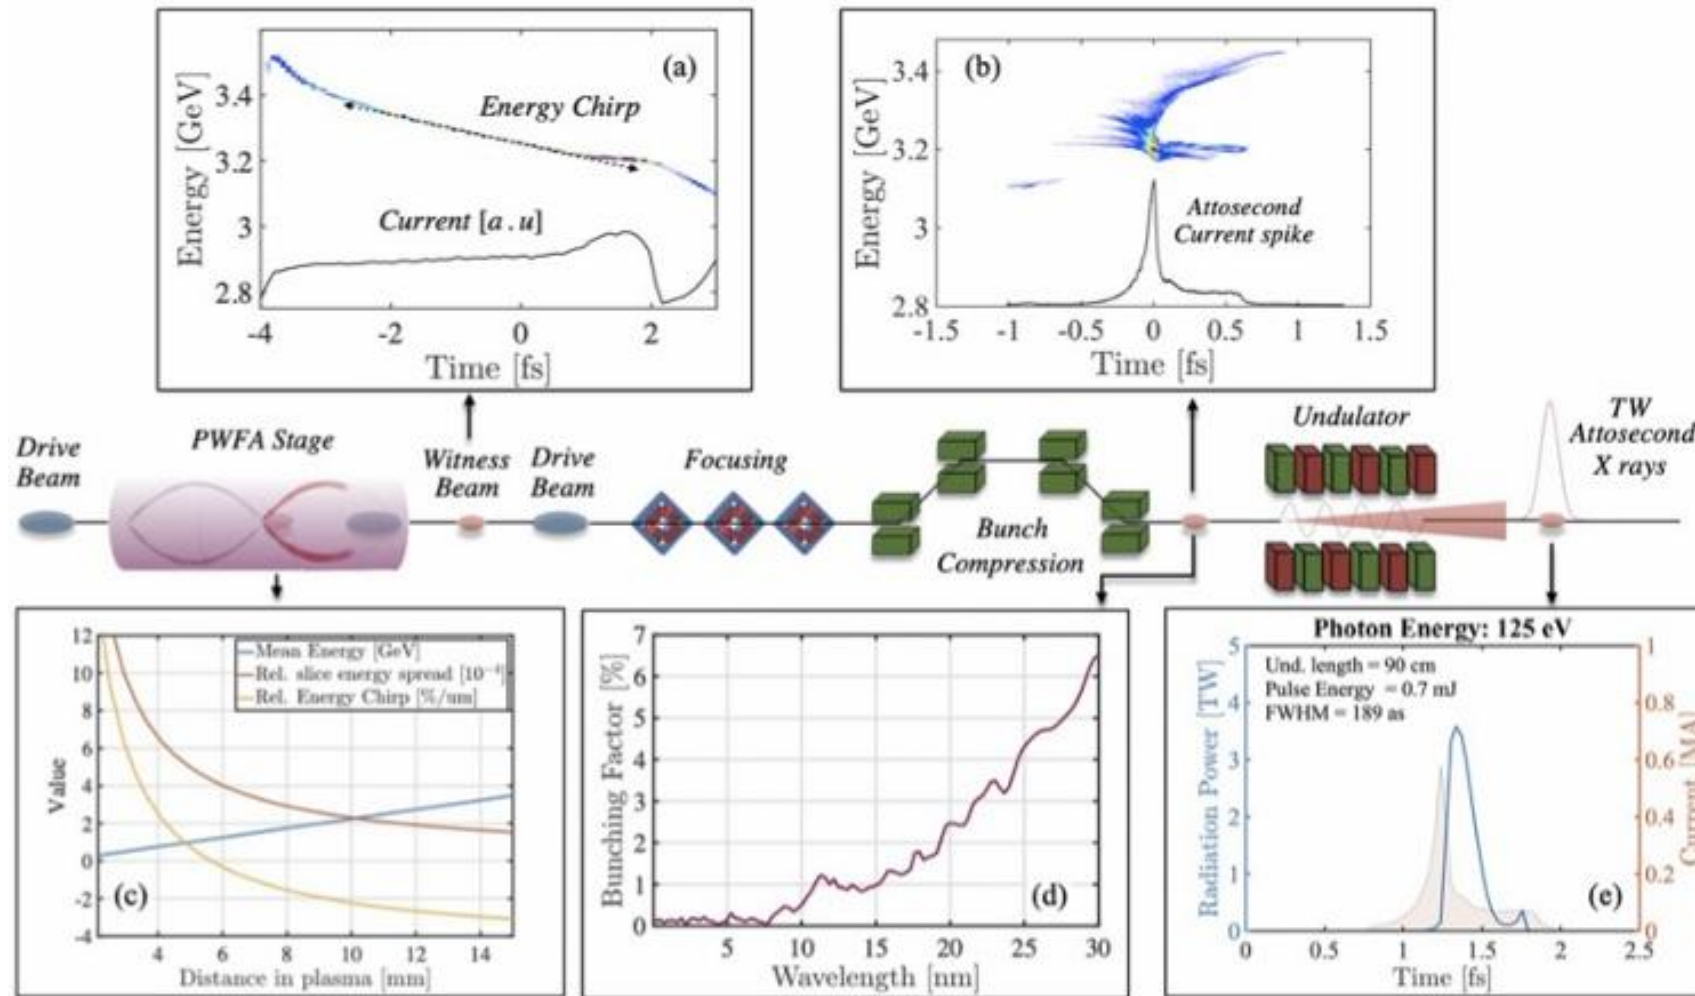 (a)
Energy Chirp
Current [a.u]
Energy [GeV]
3.4
3.2
3
2.8
-4
-2
0
2
Time [fs]
(b)
Attosecond
Current spike
Energy [GeV]
3.4
3.2
3
2.8
-1.5
-1
-0.5
0
0.5
1
1.5
Time [fs]
Drive
Beam
PWFA Stage
Witness
Beam
Drive
Beam
Focusing
Bunch
Compression
Undulator
TW
Attosecond
X rays
12
10
8
6
4
2
0
-2
-4
Value
Mean Energy [GeV]
Rel. slice energy spread [10⁻³]
Rel. Energy Chirp [%/um]
(c)
4
6
8
10
12
14
Distance in plasma [mm]
7
6
5
4
3
2
1
0
Bunching Factor [%]
(d)
5
10
15
20
25
30
Wavelength [nm]
Photon Energy: 125 eV
Und. length = 90 cm
Pulse Energy = 0.7 mJ
FWHM = 189 as
Radiation Power [TW]
5
4
3
2
1
0
1
0.8
0.6
0.4
0.2
0
Current [MA]
(e)
0
0.5
1
1.5
2
2.5
Time [fs]